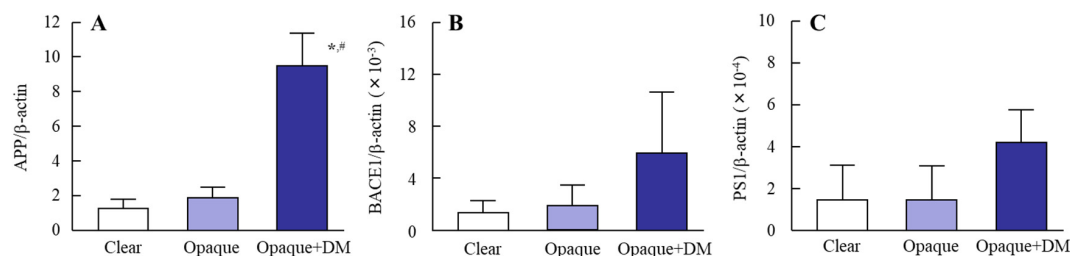 A
APP/β-actin
12
10
8
6
4
2
0
*,#
Clear Opaque Opaque+DM
B
BACE1/β-actin (×10-3)
16
12
8
4
0
Clear Opaque Opaque+DM
C
PS1/β-actin (×10-4)
10
8
6
4
2
0
Clear Opaque Opaque+DM